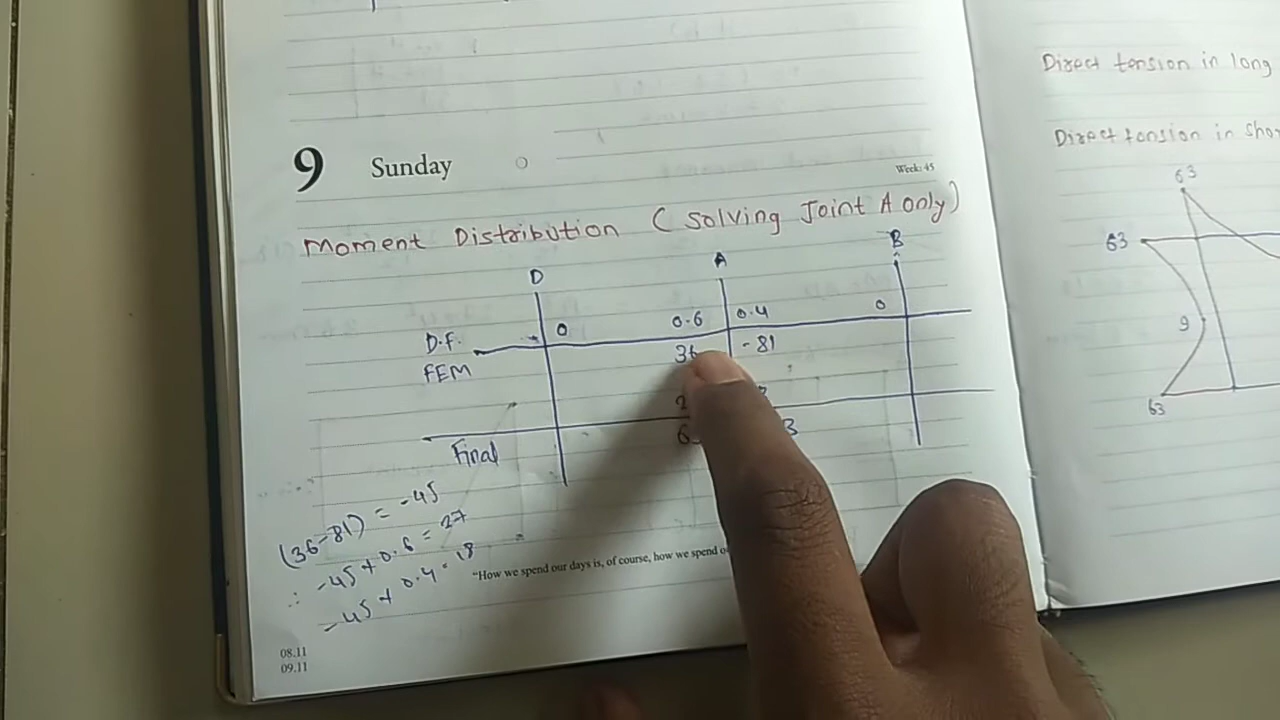 9 Sunday
Week: 45
Moment Distribution (Solving Joint A only)
D A B
D.F. 0 0.6 0.4 0
FEM 36 -81
Final
(36-81) = -45
∴ -45 × 0.6 = 27
-45 × 0.4 = 18
"How we spend our days is, of course, how we spend
08.11
09.11
Direct tension in long
Direct tension in
63
63
9
63